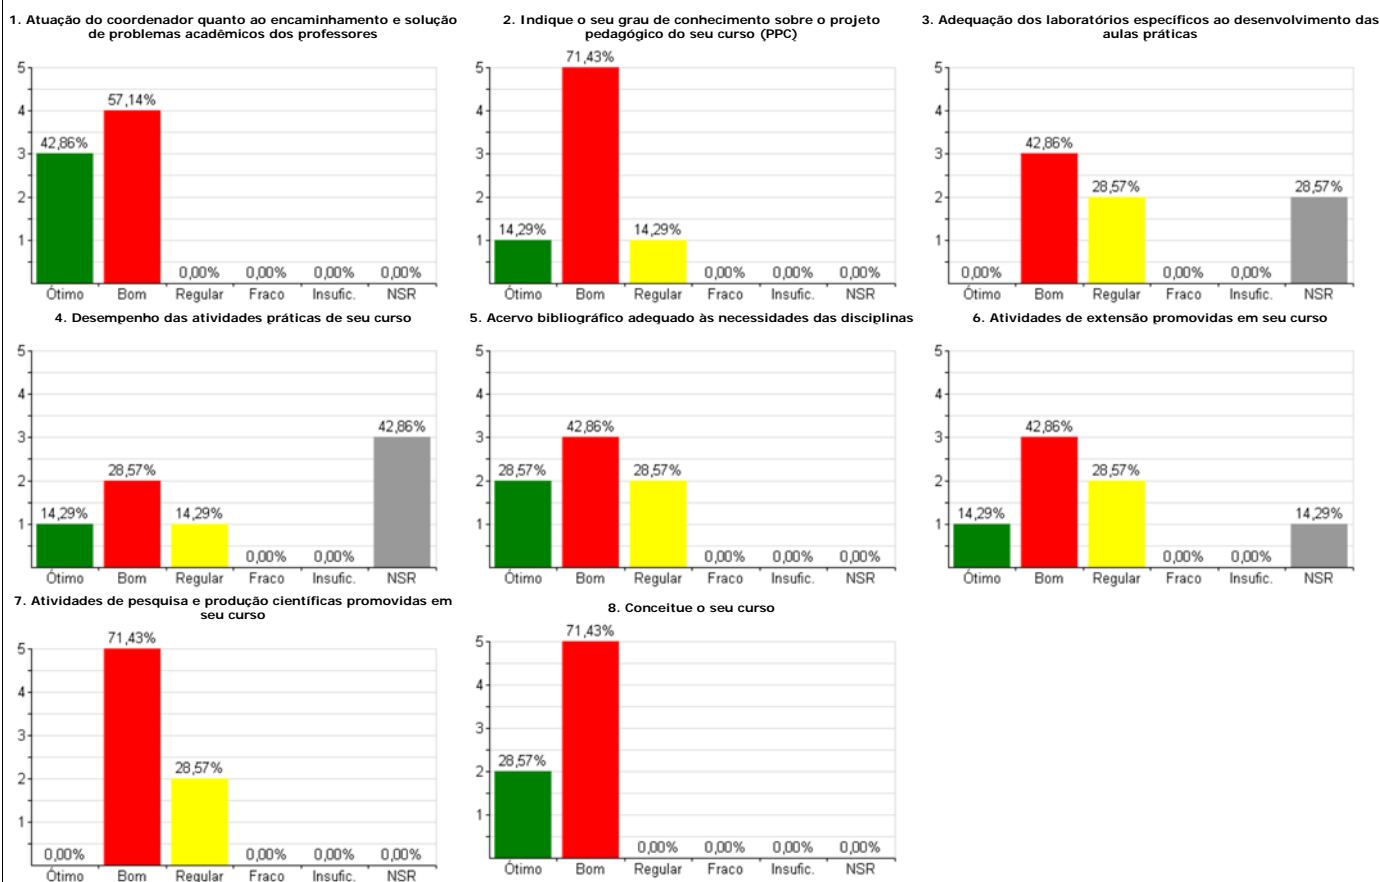 1. Atuação do coordenador quanto ao encaminhamento e solução
de problemas acadêmicos dos professores
5
4
3
2
1
42,86%
57,14%
0,00%
0,00%
0,00%
0,00%
Ótimo
Bom
Regular
Fraco
Insufic.
NSR
2. Indique o seu grau de conhecimento sobre o projeto
pedagógico do seu curso (PPC)
5
4
3
2
1
14,29%
71,43%
14,29%
0,00%
0,00%
0,00%
Ótimo
Bom
Regular
Fraco
Insufic.
NSR
3. Adequação dos laboratórios específicos ao desenvolvimento das
aulas práticas
5
4
3
2
1
0,00%
42,86%
28,57%
0,00%
0,00%
28,57%
Ótimo
Bom
Regular
Fraco
Insufic.
NSR
4. Desempenho das atividades práticas de seu curso
5
4
3
2
1
14,29%
28,57%
14,29%
0,00%
0,00%
42,86%
Ótimo
Bom
Regular
Fraco
Insufic.
NSR
5. Acervo bibliográfico adequado às necessidades das disciplinas
5
4
3
2
1
28,57%
42,86%
28,57%
0,00%
0,00%
0,00%
Ótimo
Bom
Regular
Fraco
Insufic.
NSR
6. Atividades de extensão promovidas em seu curso
5
4
3
2
1
14,29%
42,86%
28,57%
0,00%
0,00%
14,29%
Ótimo
Bom
Regular
Fraco
Insufic.
NSR
7. Atividades de pesquisa e produção científicas promovidas em
seu curso
5
4
3
2
1
0,00%
71,43%
28,57%
0,00%
0,00%
0,00%
Ótimo
Bom
Regular
Fraco
Insufic.
NSR
8. Conceitue o seu curso
5
4
3
2
1
28,57%
71,43%
0,00%
0,00%
0,00%
0,00%
Ótimo
Bom
Regular
Fraco
Insufic.
NSR